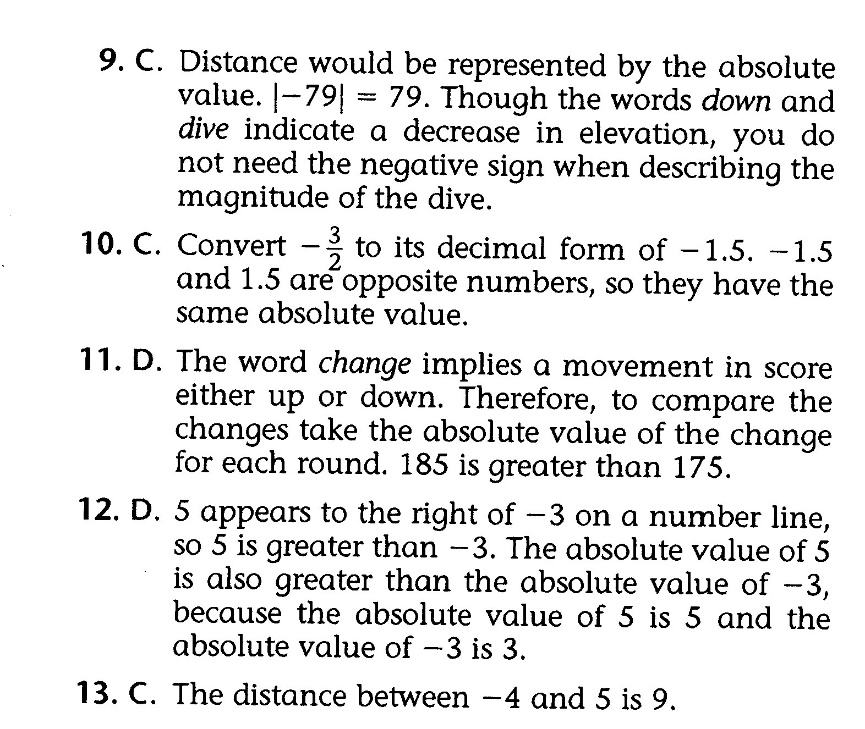 9. C. Distance would be represented by the absolute
value. |−79| = 79. Though the words down and
dive indicate a decrease in elevation, you do
not need the negative sign when describing the
magnitude of the dive.
10. C. Convert −3/2 to its decimal form of −1.5. −1.5
and 1.5 are opposite numbers, so they have the
same absolute value.
11. D. The word change implies a movement in score
either up or down. Therefore, to compare the
changes take the absolute value of the change
for each round. 185 is greater than 175.
12. D. 5 appears to the right of −3 on a number line,
so 5 is greater than −3. The absolute value of 5
is also greater than the absolute value of −3,
because the absolute value of 5 is 5 and the
absolute value of −3 is 3.
13. C. The distance between −4 and 5 is 9.